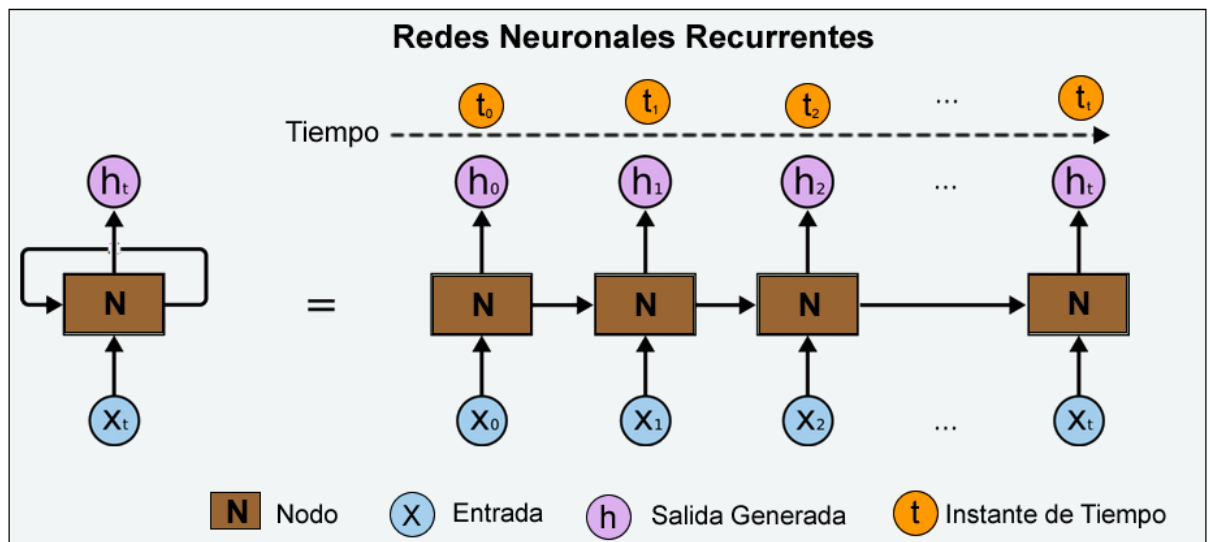 Redes Neuronales Recurrentes
t₀ t₁ t₂ ... tₜ
Tiempo
hₜ h₀ h₁ h₂ ... hₜ
N = N N N N
xₜ x₀ x₁ x₂ ... xₜ
N Nodo x Entrada h Salida Generada t Instante de Tiempo